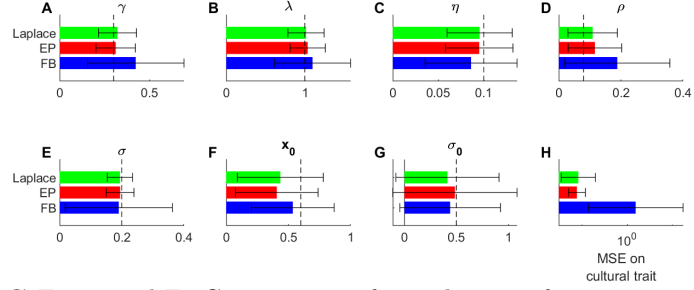 A γ
B λ
C η
D ρ
Laplace
EP
FB
0 0.5
0 1
0 0.05 0.1
0 0.2 0.4
E σ
F x₀
G σ₀
H
Laplace
EP
FB
0 0.2 0.4
0 0.5 1
0 0.5 1
10⁰
MSE on
cultural trait